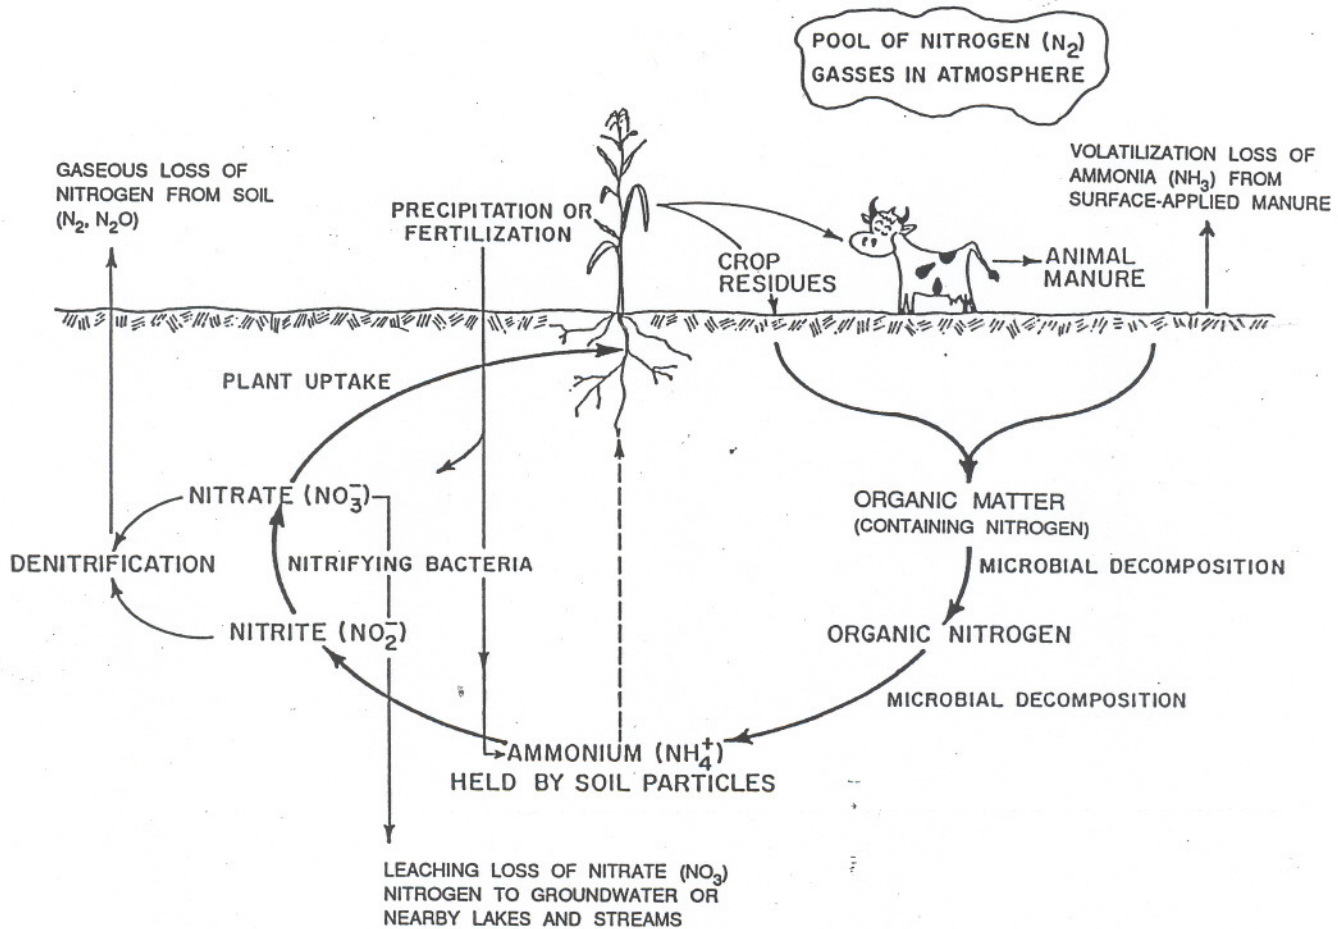 POOL OF NITROGEN (N₂)
GASSES IN ATMOSPHERE
GASEOUS LOSS OF
NITROGEN FROM SOIL
(N₂, N₂O)
VOLATILIZATION LOSS OF
AMMONIA (NH₃) FROM
SURFACE-APPLIED MANURE
PRECIPITATION OR
FERTILIZATION
CROP
RESIDUES
ANIMAL
MANURE
PLANT UPTAKE
NITRATE (NO₃⁻)
ORGANIC MATTER
(CONTAINING NITROGEN)
DENITRIFICATION
NITRIFYING BACTERIA
MICROBIAL DECOMPOSITION
NITRITE (NO₂⁻)
ORGANIC NITROGEN
MICROBIAL DECOMPOSITION
AMMONIUM (NH₄⁺)
HELD BY SOIL PARTICLES
LEACHING LOSS OF NITRATE (NO₃)
NITROGEN TO GROUNDWATER OR
NEARBY LAKES AND STREAMS